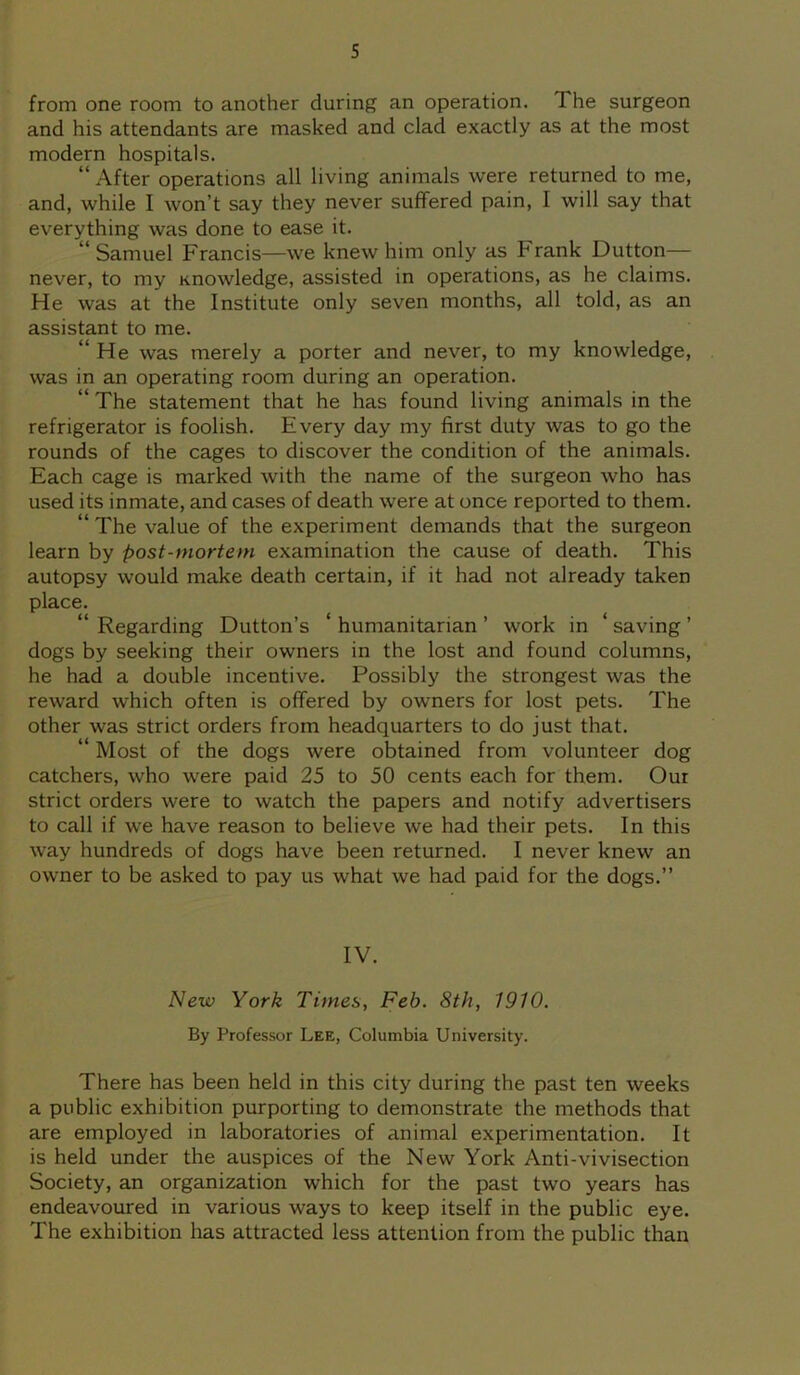 5
from one room to another during an operation. The surgeon
and his attendants are masked and clad exactly as at the most
modern hospitals.
“After operations all living animals were returned to me,
and, while I won’t say they never suffered pain, I will say that
everything was done to ease it.
“Samuel Francis—we knew him only as Frank Dutton—
never, to my knowledge, assisted in operations, as he claims.
He was at the Institute only seven months, all told, as an
assistant to me.
“He was merely a porter and never, to my knowledge,
was in an operating room during an operation.
“The statement that he has found living animals in the
refrigerator is foolish. Every day my first duty was to go the
rounds of the cages to discover the condition of the animals.
Each cage is marked with the name of the surgeon who has
used its inmate, and cases of death were at once reported to them.
“The value of the experiment demands that the surgeon
learn by post-mortem examination the cause of death. This
autopsy would make death certain, if it had not already taken
place.
“Regarding Dutton’s ‘humanitarian’ work in ‘saving’
dogs by seeking their owners in the lost and found columns,
he had a double incentive. Possibly the strongest was the
reward which often is offered by owners for lost pets. The
other was strict orders from headquarters to do just that.
“Most of the dogs were obtained from volunteer dog
catchers, who were paid 25 to 50 cents each for them. Our
strict orders were to watch the papers and notify advertisers
to call if we have reason to believe we had their pets. In this
way hundreds of dogs have been returned. I never knew an
owner to be asked to pay us what we had paid for the dogs.”
IV.
New York Times, Feb. 8th, 1910.
By Professor LEE, Columbia University.
There has been held in this city during the past ten weeks
a public exhibition purporting to demonstrate the methods that
are employed in laboratories of animal experimentation. It
is held under the auspices of the New York Anti-vivisection
Society, an organization which for the past two years has
endeavoured in various ways to keep itself in the public eye.
The exhibition has attracted less attention from the public than